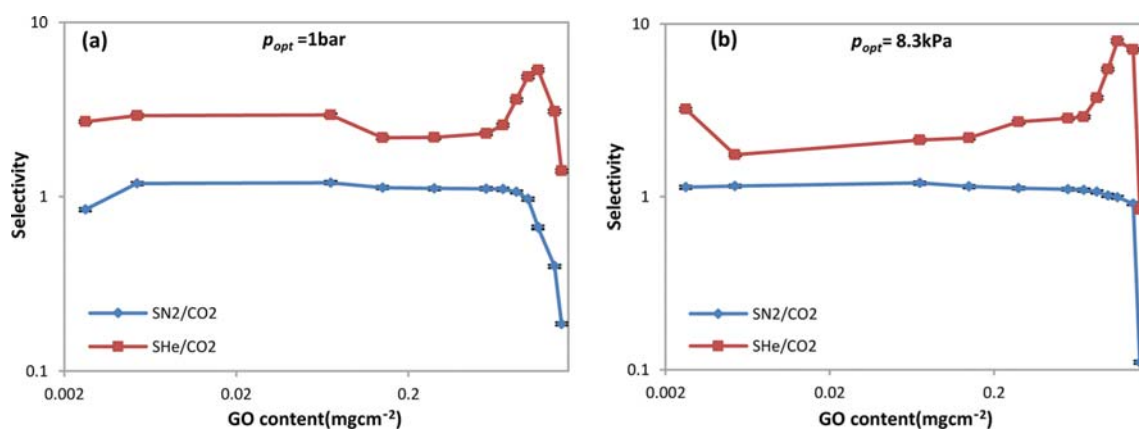 10
(a)
p_opt = 1bar
1
Selectivity
SN2/CO2
SHe/CO2
0.1
0.002
0.02
0.2
GO content(mgcm⁻²)
10
(b)
p_opt = 8.3kPa
1
Selectivity
SN2/CO2
SHe/CO2
0.1
0.002
0.02
0.2
GO content(mgcm⁻²)